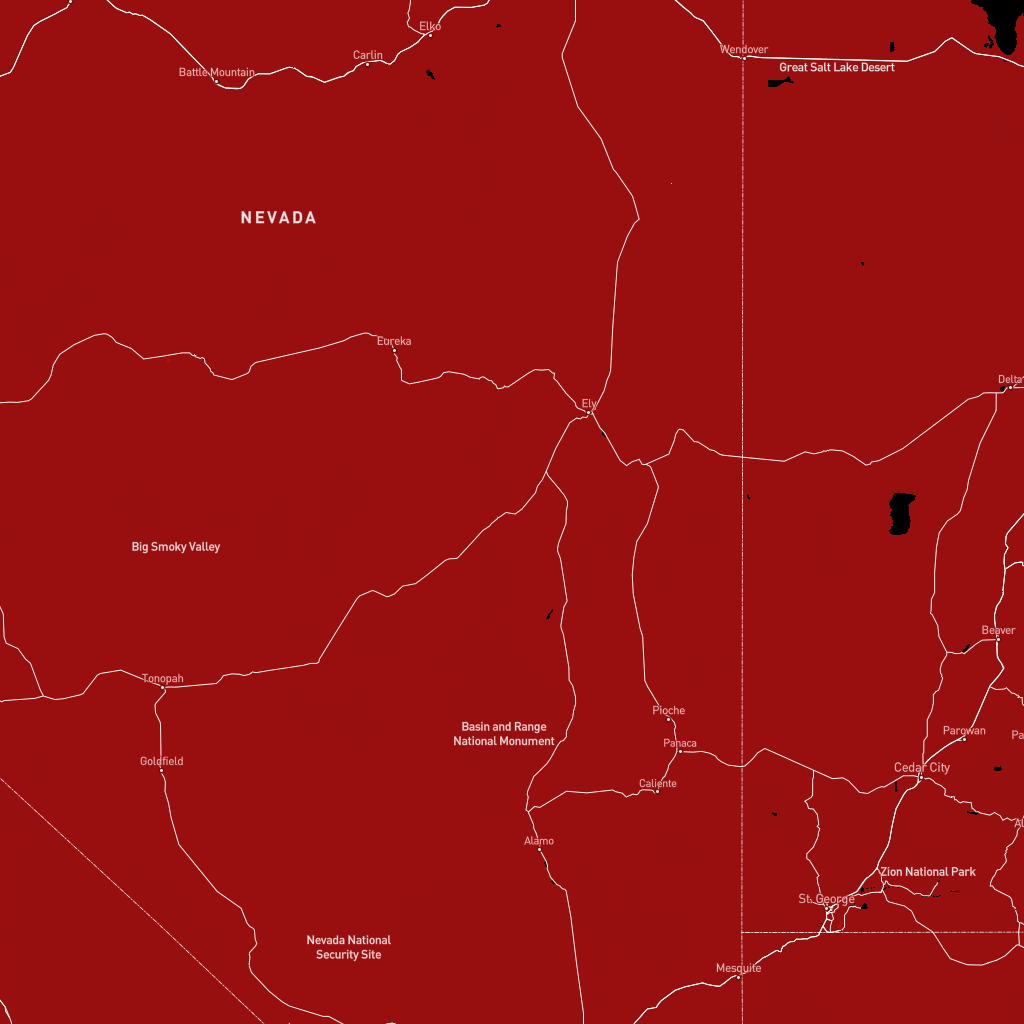 Elko
Wendover
Carlin
Great Salt Lake Desert
Battle Mountain
NEVADA
Eureka
Delta
Ely
Big Smoky Valley
Beaver
Tonopah
Pioche
Basin and Range
National Monument
Parowan
Pa
Panaca
Goldfield
Cedar City
Caliente
Al
Alamo
Zion National Park
St. George
Nevada National
Security Site
Mesquite